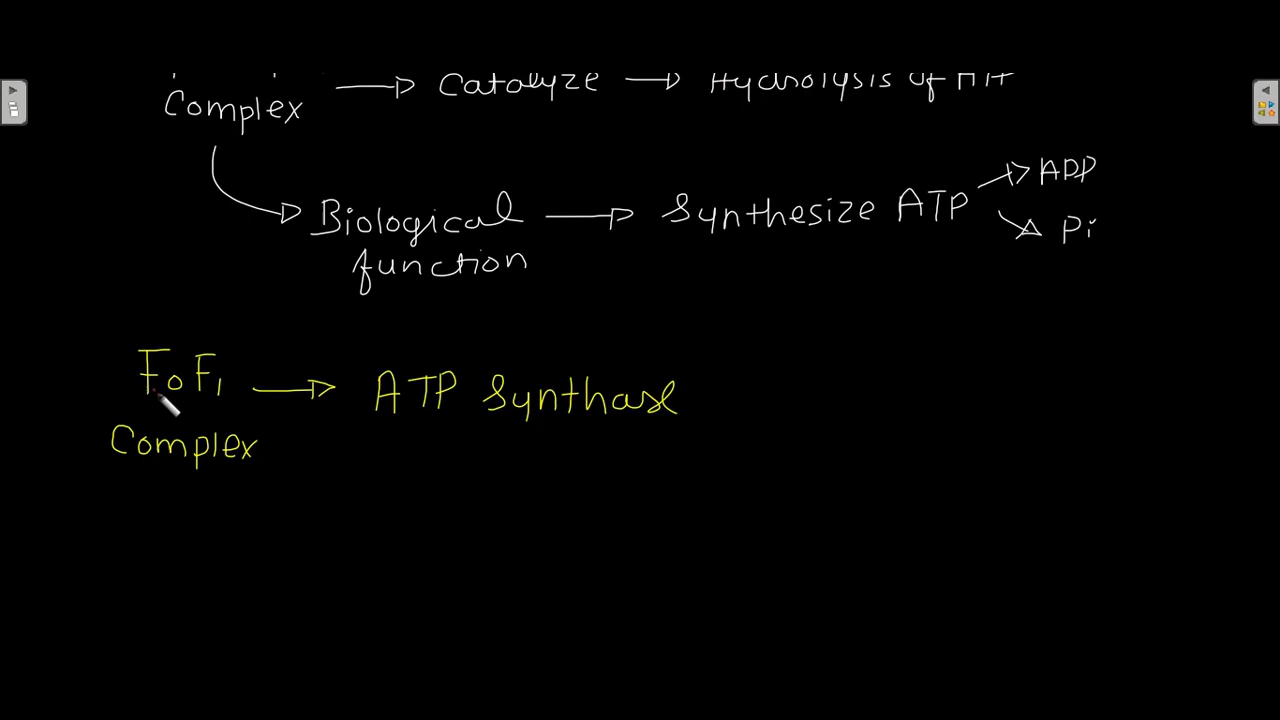 Complex → Catalyze → Hydrolysis of ATP
Biological → Synthesize ATP → ADP
function → Pi
FoF1 → ATP Synthase
Complex